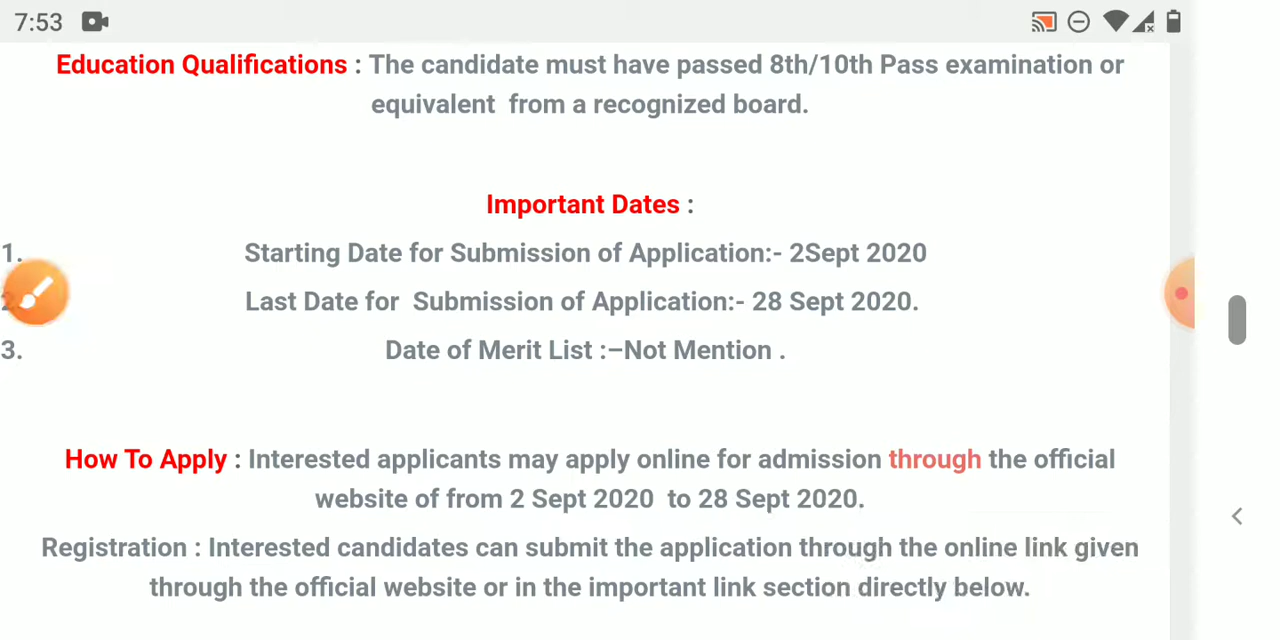 7:53
Education Qualifications : The candidate must have passed 8th/10th Pass examination or
equivalent from a recognized board.
Important Dates :
1. Starting Date for Submission of Application:- 2Sept 2020
2. Last Date for Submission of Application:- 28 Sept 2020.
3. Date of Merit List :–Not Mention .
How To Apply : Interested applicants may apply online for admission through the official
website of from 2 Sept 2020 to 28 Sept 2020.
Registration : Interested candidates can submit the application through the online link given
through the official website or in the important link section directly below.